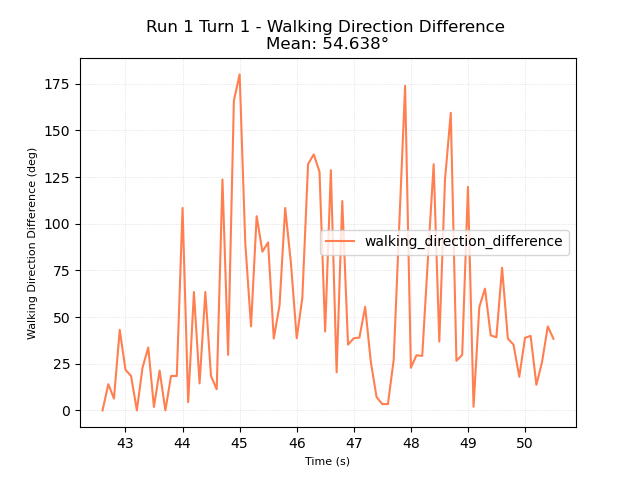 Run 1 Turn 1 - Walking Direction Difference
Mean: 54.638°
Walking Direction Difference (deg)
175
150
125
100
75
50
25
0
walking_direction_difference
43 44 45 46 47 48 49 50
Time (s)